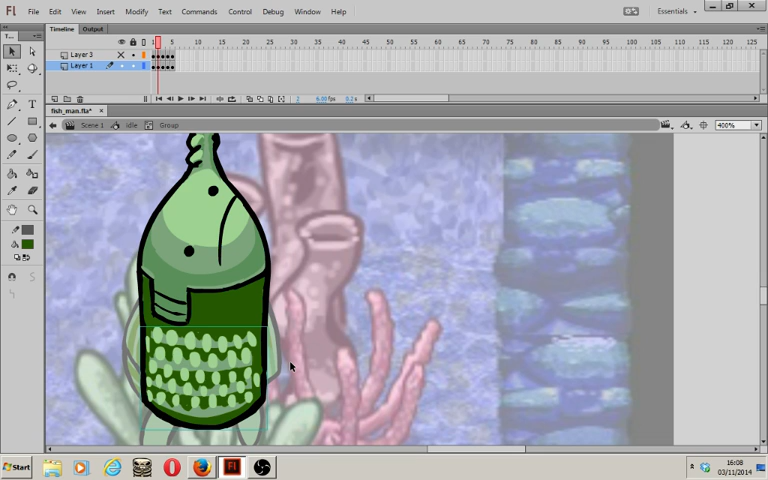 Fl File Edit View Insert Modify Text Commands Control Debug Window Help Essentials
Timeline Output
1 5 10 15 20 25 30 35 40 45 50 55 60 65 70 75 80 85 90 95 100 105 110 115 120 125
Layer 3
Layer 1
2 6.00 fps 0.2 s
fish_man.fla* ×
Scene 1 idle Group 400%
T...
T
Start Fl 16:08
03/11/2014